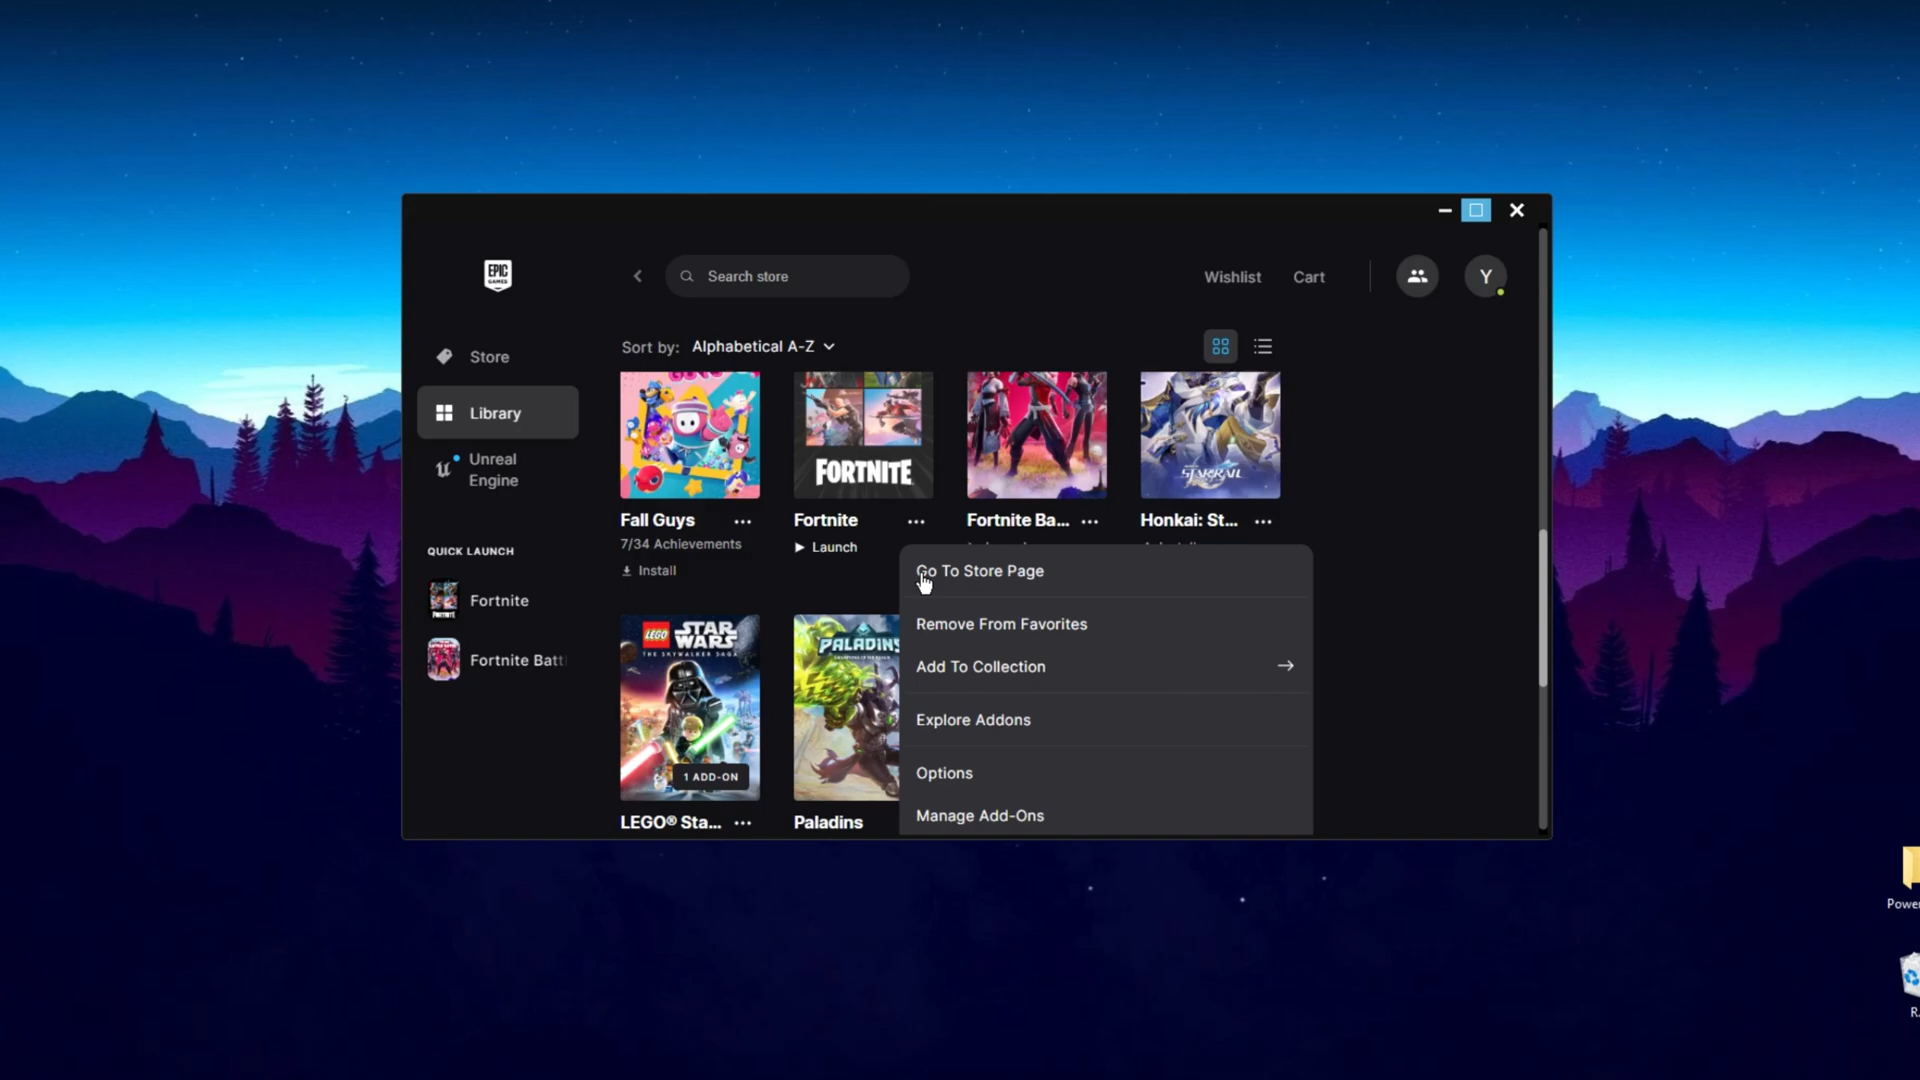 EPIC
GAMES
Search store
Wishlist
Cart
Y
Store
Library
Unreal
Engine
QUICK LAUNCH
Fortnite
Fortnite Batt
Sort by: Alphabetical A-Z
FORTNITE
STAR RAIL
Fall Guys ...
7/34 Achievements
Install
Fortnite ...
Launch
Fortnite Ba... ...
Honkai: St... ...
Go To Store Page
Remove From Favorites
Add To Collection
Explore Addons
Options
Manage Add-Ons
LEGO STAR WARS
THE SKYWALKER SAGA
1 ADD-ON
PALADINS
LEGO® Sta... ...
Paladins
Power
R